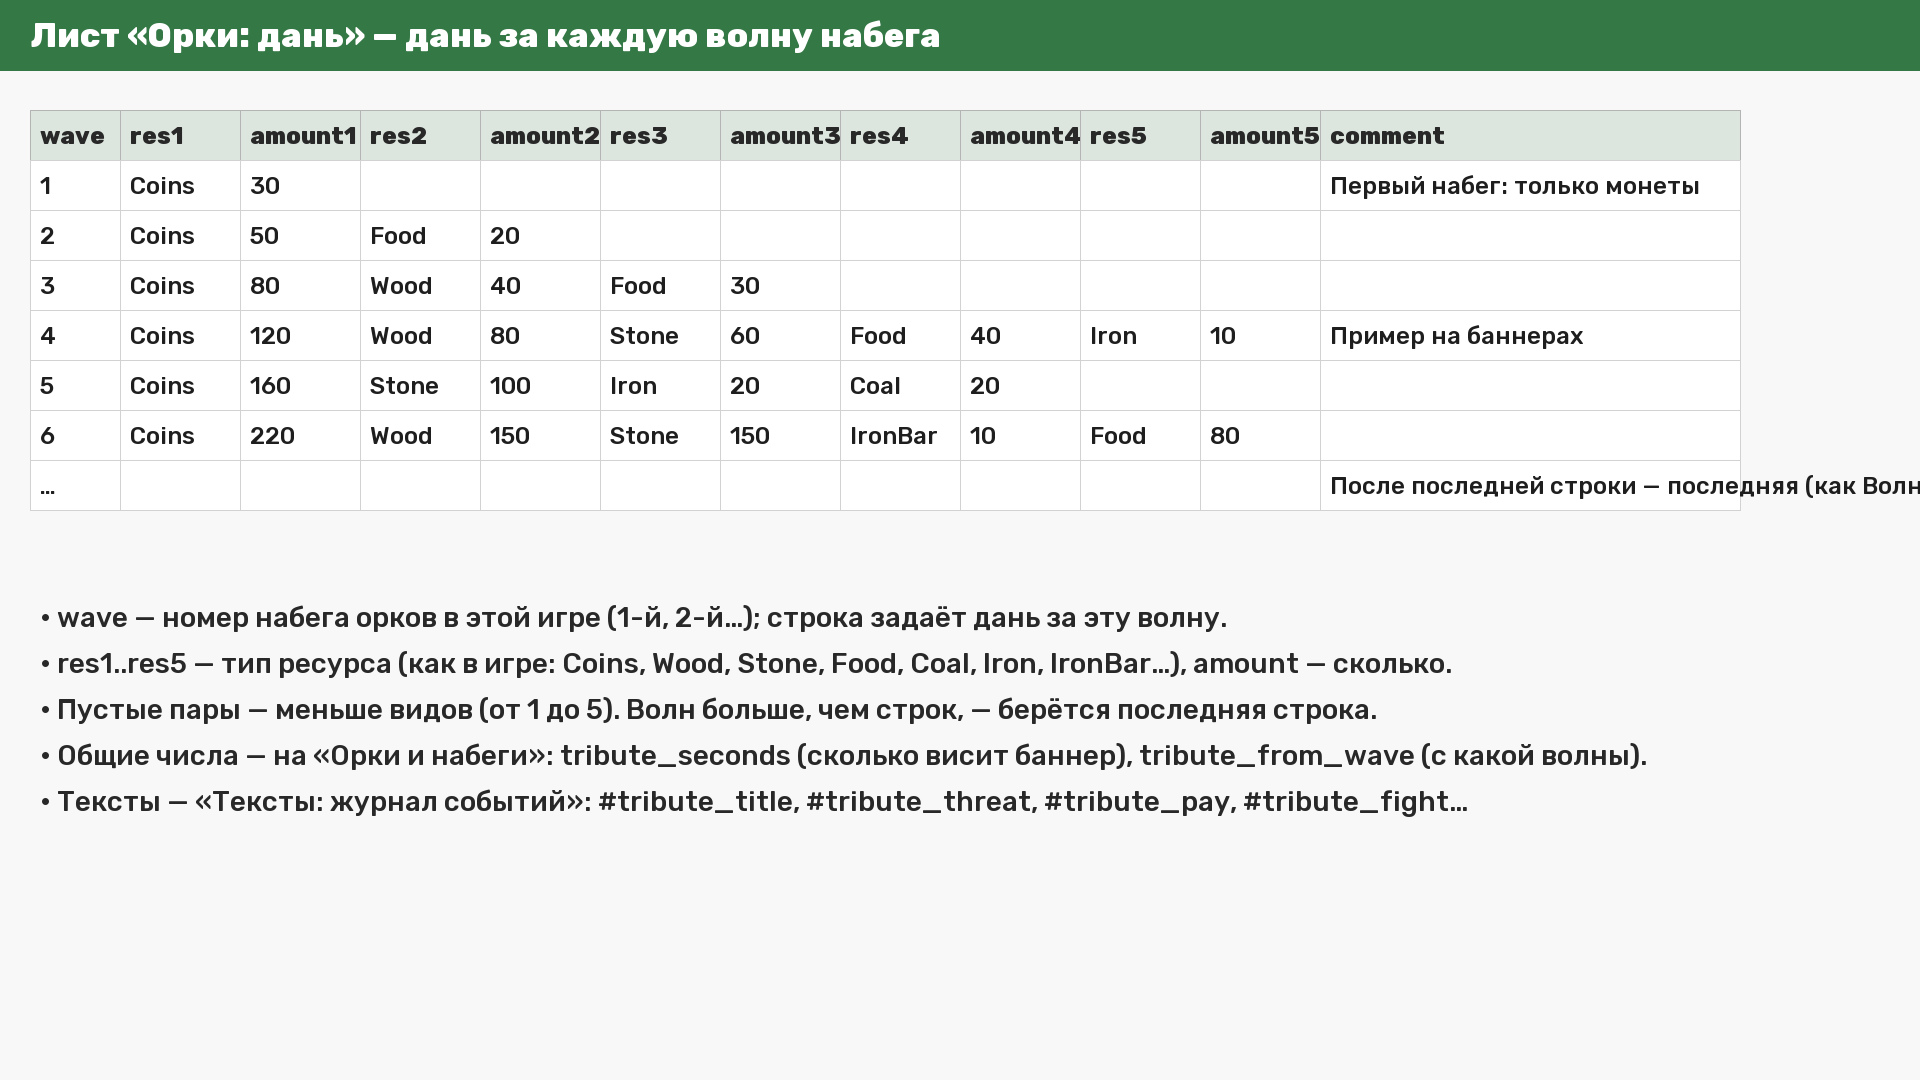 Лист «Орки: дань» — дань за каждую волну набега
wave res1 amount1 res2 amount2 res3 amount3 res4 amount4 res5 amount5 comment
1 Coins 30 Первый набег: только монеты
2 Coins 50 Food 20
3 Coins 80 Wood 40 Food 30
4 Coins 120 Wood 80 Stone 60 Food 40 Iron 10 Пример на баннерах
5 Coins 160 Stone 100 Iron 20 Coal 20
6 Coins 220 Wood 150 Stone 150 IronBar 10 Food 80
… После последней строки — последняя (как Волн
• wave — номер набега орков в этой игре (1-й, 2-й…); строка задаёт дань за эту волну.
• res1..res5 — тип ресурса (как в игре: Coins, Wood, Stone, Food, Coal, Iron, IronBar…), amount — сколько.
• Пустые пары — меньше видов (от 1 до 5). Волн больше, чем строк, — берётся последняя строка.
• Общие числа — на «Орки и набеги»: tribute_seconds (сколько висит баннер), tribute_from_wave (с какой волны).
• Тексты — «Тексты: журнал событий»: #tribute_title, #tribute_threat, #tribute_pay, #tribute_fight…